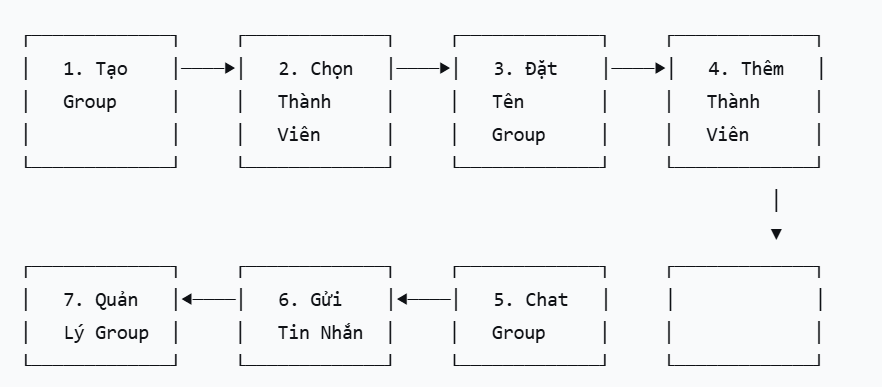 1. Tạo
Group
2. Chọn
Thành
Viên
3. Đặt
Tên
Group
4. Thêm
Thành
Viên
7. Quản
Lý Group
6. Gửi
Tin Nhắn
5. Chat
Group